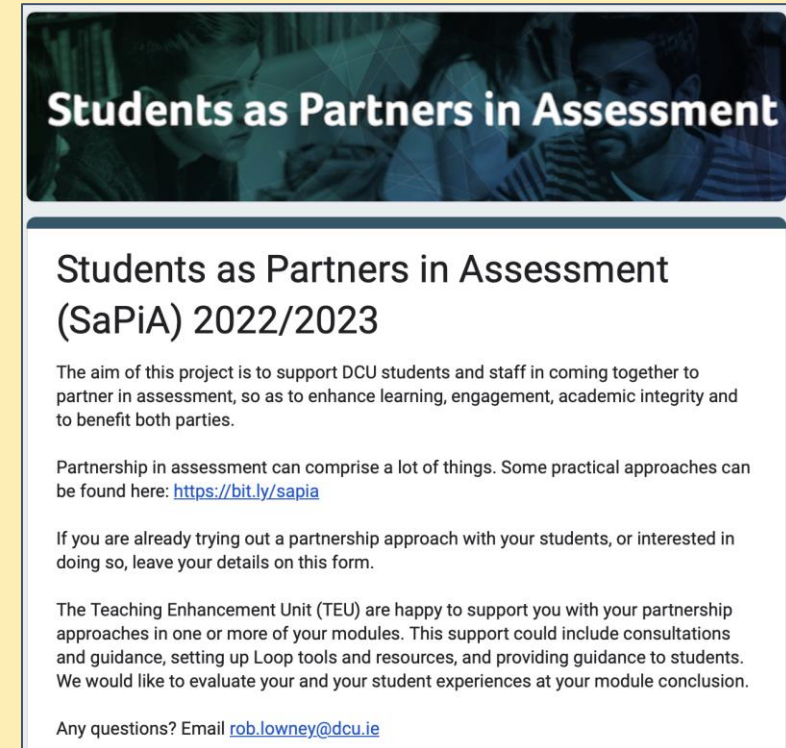 Students as Partners in Assessment
Students as Partners in Assessment
(SaPiA) 2022/2023
The aim of this project is to support DCU students and staff in coming together to
partner in assessment, so as to enhance learning, engagement, academic integrity and
to benefit both parties.
Partnership in assessment can comprise a lot of things. Some practical approaches can
be found here: https://bit.ly/sapia
If you are already trying out a partnership approach with your students, or interested in
doing so, leave your details on this form.
The Teaching Enhancement Unit (TEU) are happy to support you with your partnership
approaches in one or more of your modules. This support could include consultations
and guidance, setting up Loop tools and resources, and providing guidance to students.
We would like to evaluate your and your student experiences at your module conclusion.
Any questions? Email rob.lowney@dcu.ie